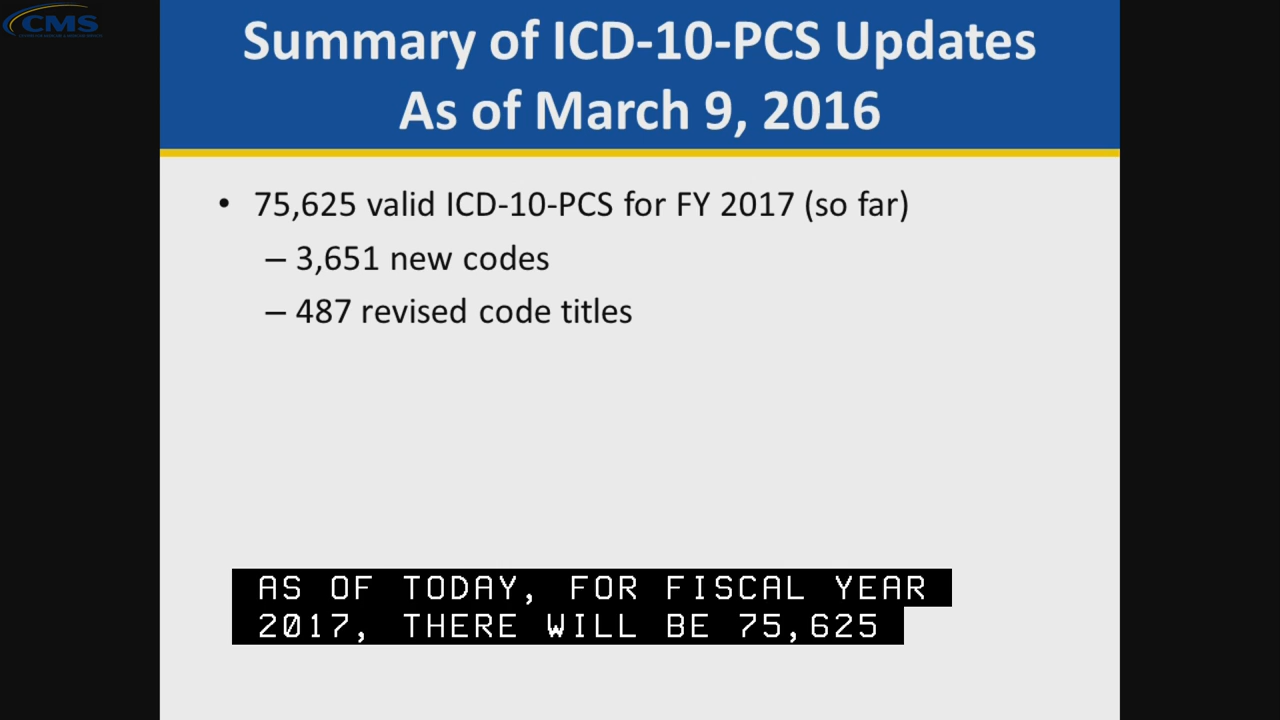 CMS
Summary of ICD-10-PCS Updates
As of March 9, 2016
• 75,625 valid ICD-10-PCS for FY 2017 (so far)
– 3,651 new codes
– 487 revised code titles
AS OF TODAY, FOR FISCAL YEAR
2017, THERE WILL BE 75,625